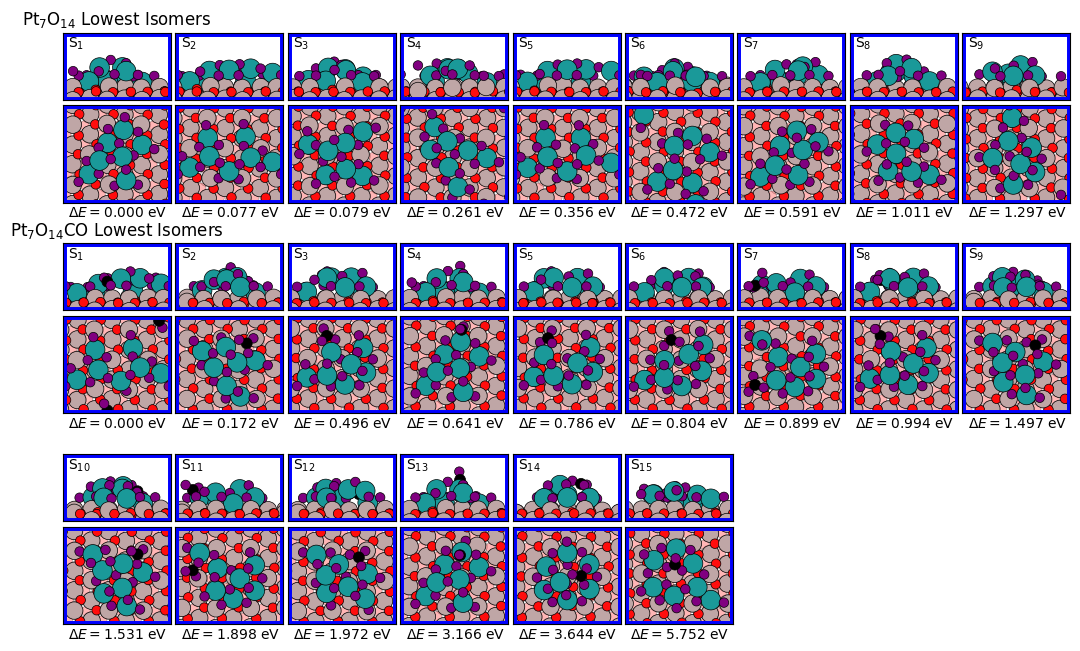 Pt₇O₁₄ Lowest Isomers
S₁ S₂ S₃ S₄ S₅ S₆ S₇ S₈ S₉
ΔE = 0.000 eV ΔE = 0.077 eV ΔE = 0.079 eV ΔE = 0.261 eV ΔE = 0.356 eV ΔE = 0.472 eV ΔE = 0.591 eV ΔE = 1.011 eV ΔE = 1.297 eV
Pt₇O₁₄CO Lowest Isomers
S₁ S₂ S₃ S₄ S₅ S₆ S₇ S₈ S₉
ΔE = 0.000 eV ΔE = 0.172 eV ΔE = 0.496 eV ΔE = 0.641 eV ΔE = 0.786 eV ΔE = 0.804 eV ΔE = 0.899 eV ΔE = 0.994 eV ΔE = 1.497 eV
S₁₀ S₁₁ S₁₂ S₁₃ S₁₄ S₁₅
ΔE = 1.531 eV ΔE = 1.898 eV ΔE = 1.972 eV ΔE = 3.166 eV ΔE = 3.644 eV ΔE = 5.752 eV